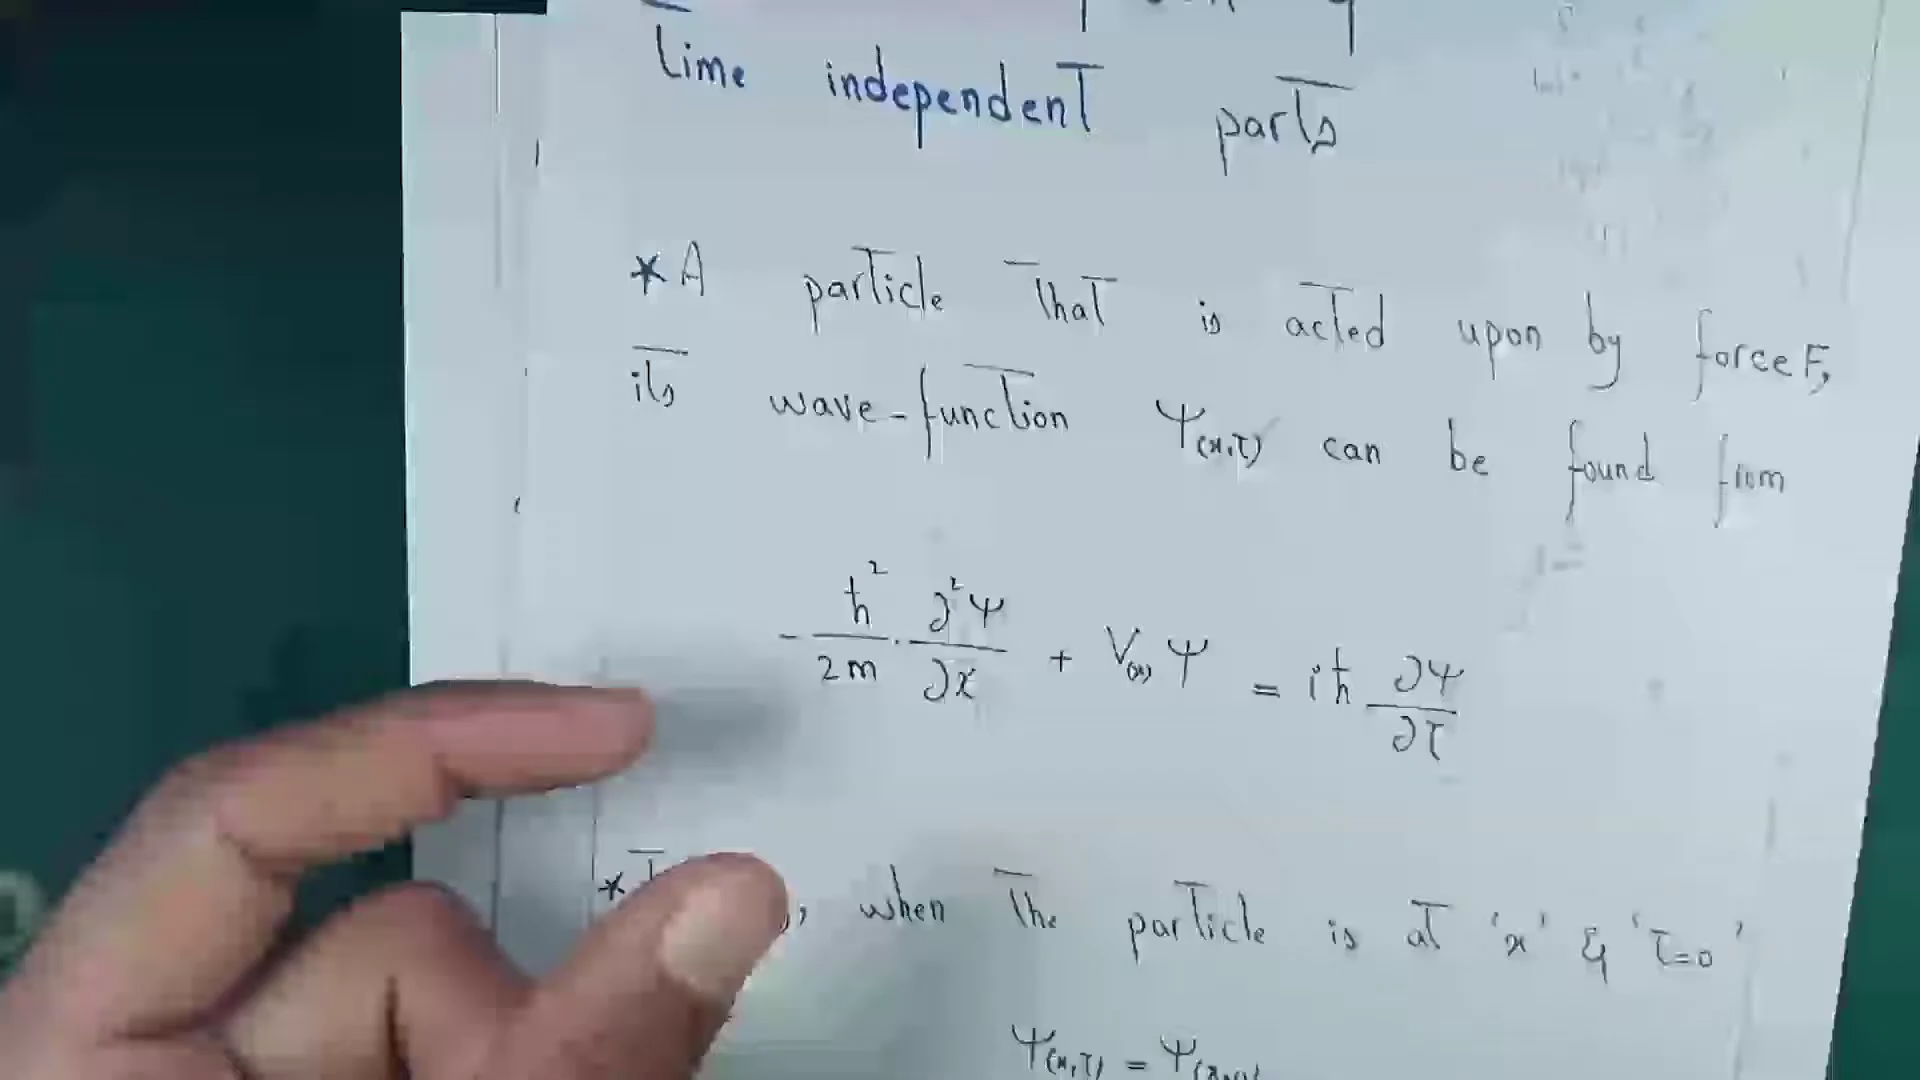 Time independent parts
*A particle that is acted upon by force F,
its wave-function Ψ(x,t) can be found from
- ħ²/2m · ∂²Ψ/∂x² + V(x) Ψ = iħ ∂Ψ/∂t
, when the particle is at 'x' & 't=0'
Ψ(x,t) = Ψ